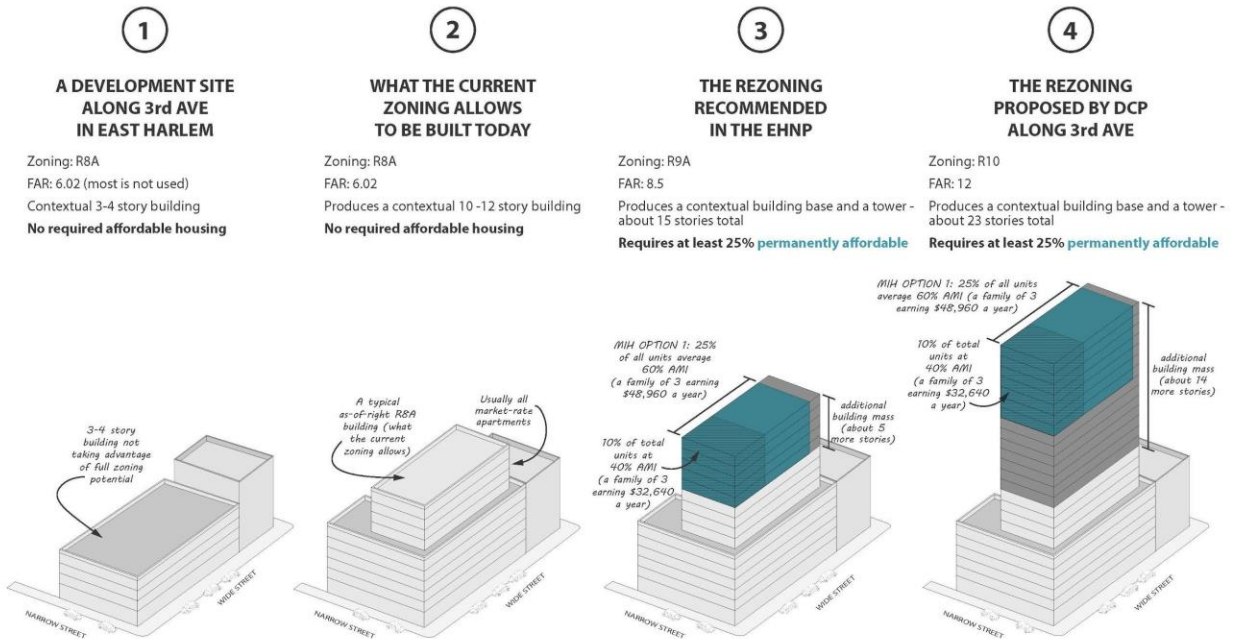 1
A DEVELOPMENT SITE
ALONG 3rd AVE
IN EAST HARLEM
Zoning: R8A
FAR: 6.02 (most is not used)
Contextual 3-4 story building
No required affordable housing
3-4 story
building not
taking advantage
of full zoning
potential
NARROW STREET
WIDE STREET
2
WHAT THE CURRENT
ZONING ALLOWS
TO BE BUILT TODAY
Zoning: R8A
FAR: 6.02
Produces a contextual 10 -12 story building
No required affordable housing
A typical
as-of-right R8A
building (what
the current
zoning allows)
Usually all
market-rate
apartments
NARROW STREET
WIDE STREET
3
THE REZONING
RECOMMENDED
IN THE EHNP
Zoning: R9A
FAR: 8.5
Produces a contextual building base and a tower -
about 15 stories total
Requires at least 25% permanently affordable
MIH OPTION 1: 25%
of all units average
60% AMI
(a family of 3 earning
$48,960 a year)
10% of total
units at
40% AMI
(a family of 3
earning $32,640
a year)
additional
building mass
(about 5
more stories)
NARROW STREET
WIDE STREET
4
THE REZONING
PROPOSED BY DCP
ALONG 3rd AVE
Zoning: R10
FAR: 12
Produces a contextual building base and a tower -
about 23 stories total
Requires at least 25% permanently affordable
MIH OPTION 1: 25% of all units
average 60% AMI (a family of 3
earning $48,960 a year)
10% of total
units at
40% AMI
(a family of 3
earning $32,640
a year)
additional
building mass
(about 14
more stories)
NARROW STREET
WIDE STREET